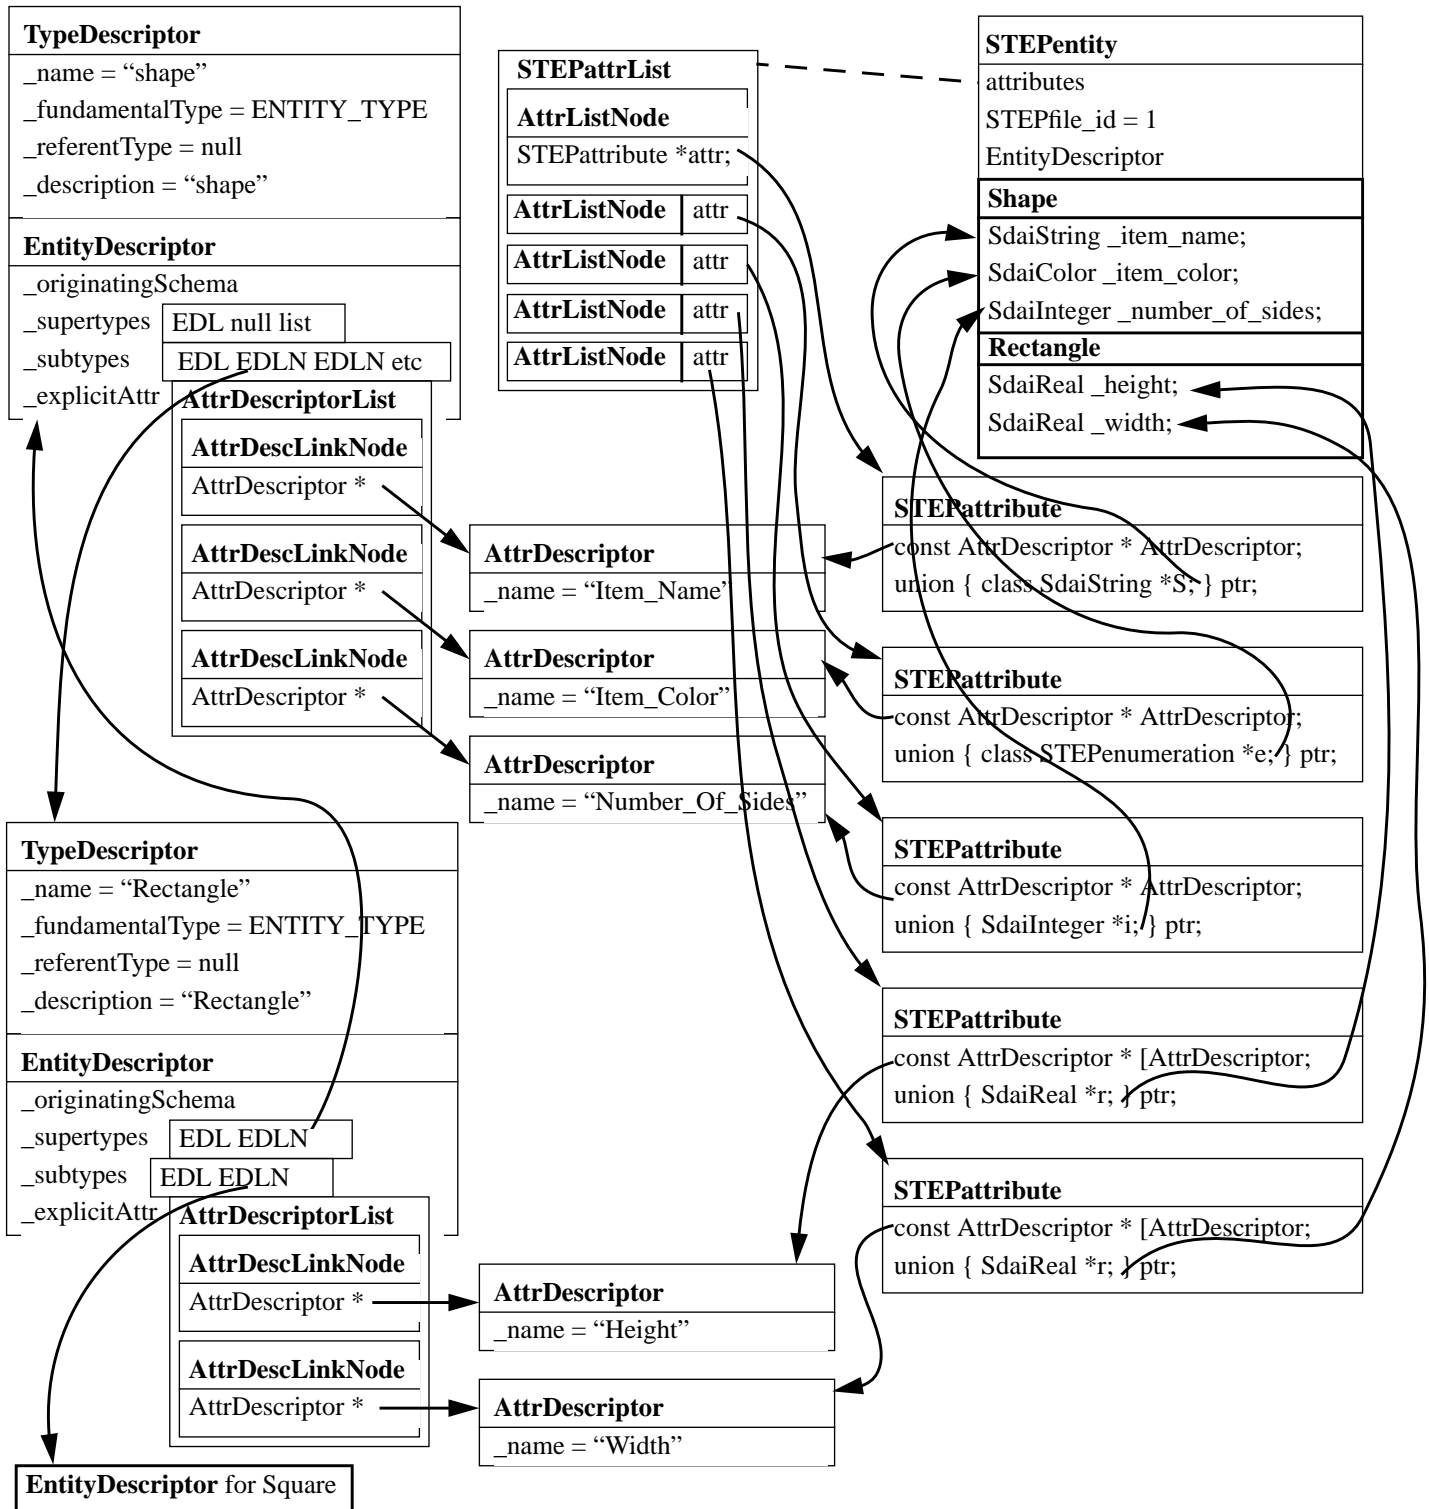 TypeDescriptor
_name = “shape”
_fundamentalType = ENTITY_TYPE
_referentType = null
_description = “shape”
EntityDescriptor
_originatingSchema
_supertypes EDL null list
_subtypes EDL EDLN EDLN etc
_explicitAttr AttrDescriptorList
AttrDescLinkNode
AttrDescriptor *
AttrDescLinkNode
AttrDescriptor *
AttrDescLinkNode
AttrDescriptor *
STEPattrList
AttrListNode
STEPattribute *attr;
AttrListNode attr
AttrListNode attr
AttrListNode attr
AttrListNode attr
STEPentity
attributes
STEPfile_id = 1
EntityDescriptor
Shape
SdaiString _item_name;
SdaiColor _item_color;
SdaiInteger _number_of_sides;
Rectangle
SdaiReal _height;
SdaiReal _width;
AttrDescriptor
_name = “Item_Name”
AttrDescriptor
_name = “Item_Color”
AttrDescriptor
_name = “Number_Of_Sides”
STEPattribute
const AttrDescriptor * AttrDescriptor;
union { class SdaiString *S; } ptr;
STEPattribute
const AttrDescriptor * AttrDescriptor;
union { class STEPenumeration *e; } ptr;
STEPattribute
const AttrDescriptor * AttrDescriptor;
union { SdaiInteger *i; } ptr;
STEPattribute
const AttrDescriptor * [AttrDescriptor;
union { SdaiReal *r; } ptr;
STEPattribute
const AttrDescriptor * [AttrDescriptor;
union { SdaiReal *r; } ptr;
TypeDescriptor
_name = “Rectangle”
_fundamentalType = ENTITY_TYPE
_referentType = null
_description = “Rectangle”
EntityDescriptor
_originatingSchema
_supertypes EDL EDLN
_subtypes EDL EDLN
_explicitAttr AttrDescriptorList
AttrDescLinkNode
AttrDescriptor *
AttrDescLinkNode
AttrDescriptor *
AttrDescriptor
_name = “Height”
AttrDescriptor
_name = “Width”
EntityDescriptor for Square